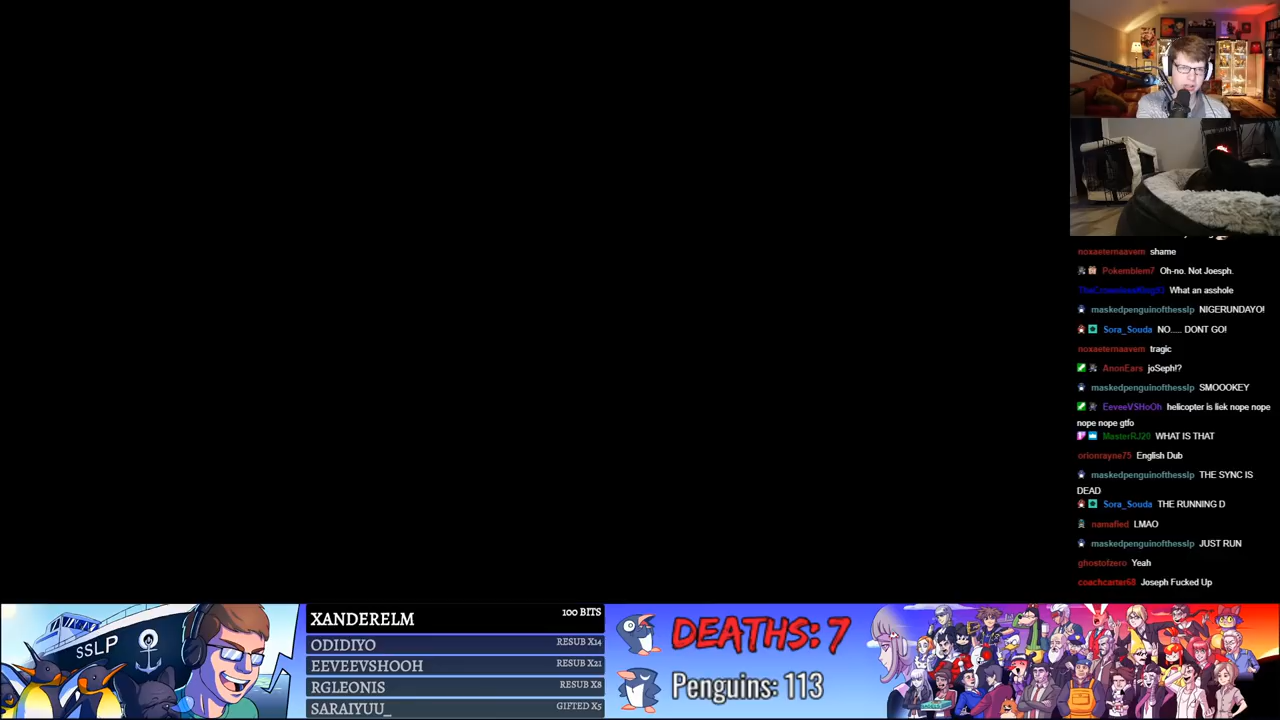 noxaeternaavem shame
Pokemblem7 Oh-no. Not Joesph.
What an asshole
maskedpenguinofthesslp NIGERUNDAYO!
Sora_Souda NO..... DONT GO!
noxaeternaavem tragic
AnonEars joSeph!?
maskedpenguinofthesslp SMOOOKEY
EeveeVSHoOh helicopter is liek nope nope
nope nope gtfo
MasterRJ20 WHAT IS THAT
orionrayne75 English Dub
maskedpenguinofthesslp THE SYNC IS
DEAD
Sora_Souda THE RUNNING D
namafied LMAO
maskedpenguinofthesslp JUST RUN
ghostofzero Yeah
coachcarter68 Joseph Fucked Up
SSLP
XANDERELM 100 BITS
ODIDIYO RESUB X14
EEVEEVSHOOH RESUB X21
RGLEONIS RESUB X8
SARAIYUU_ GIFTED X5
DEATHS: 7
Penguins: 113